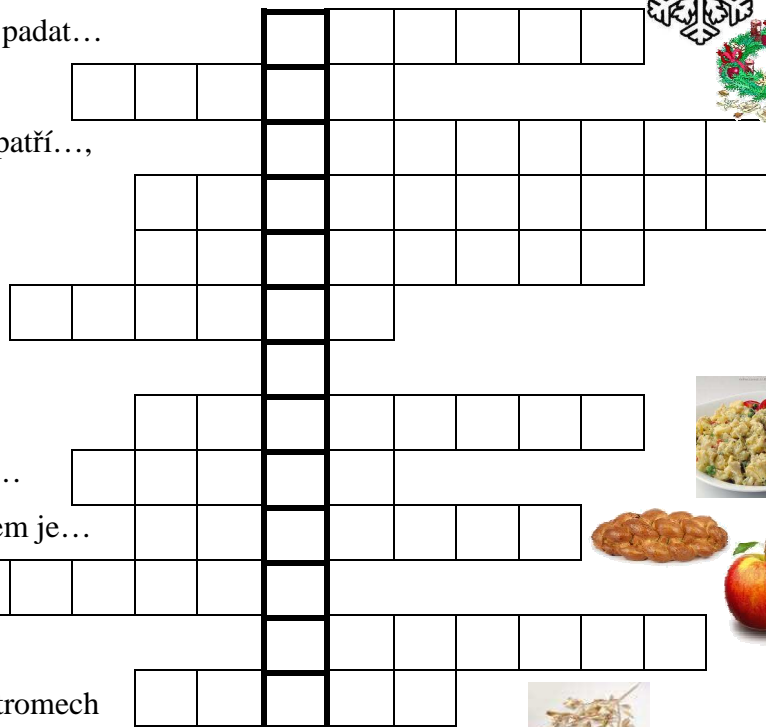 padat…
patří…,
…
em je…
tromech